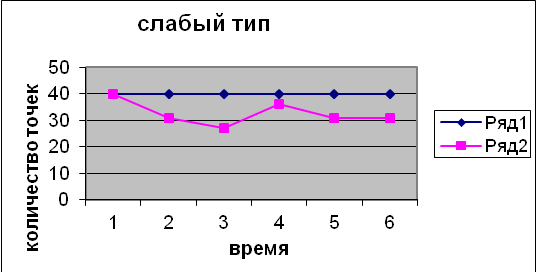 слабый тип
количество точек
50
40
30
20
10
0
1 2 3 4 5 6
время
Ряд1
Ряд2